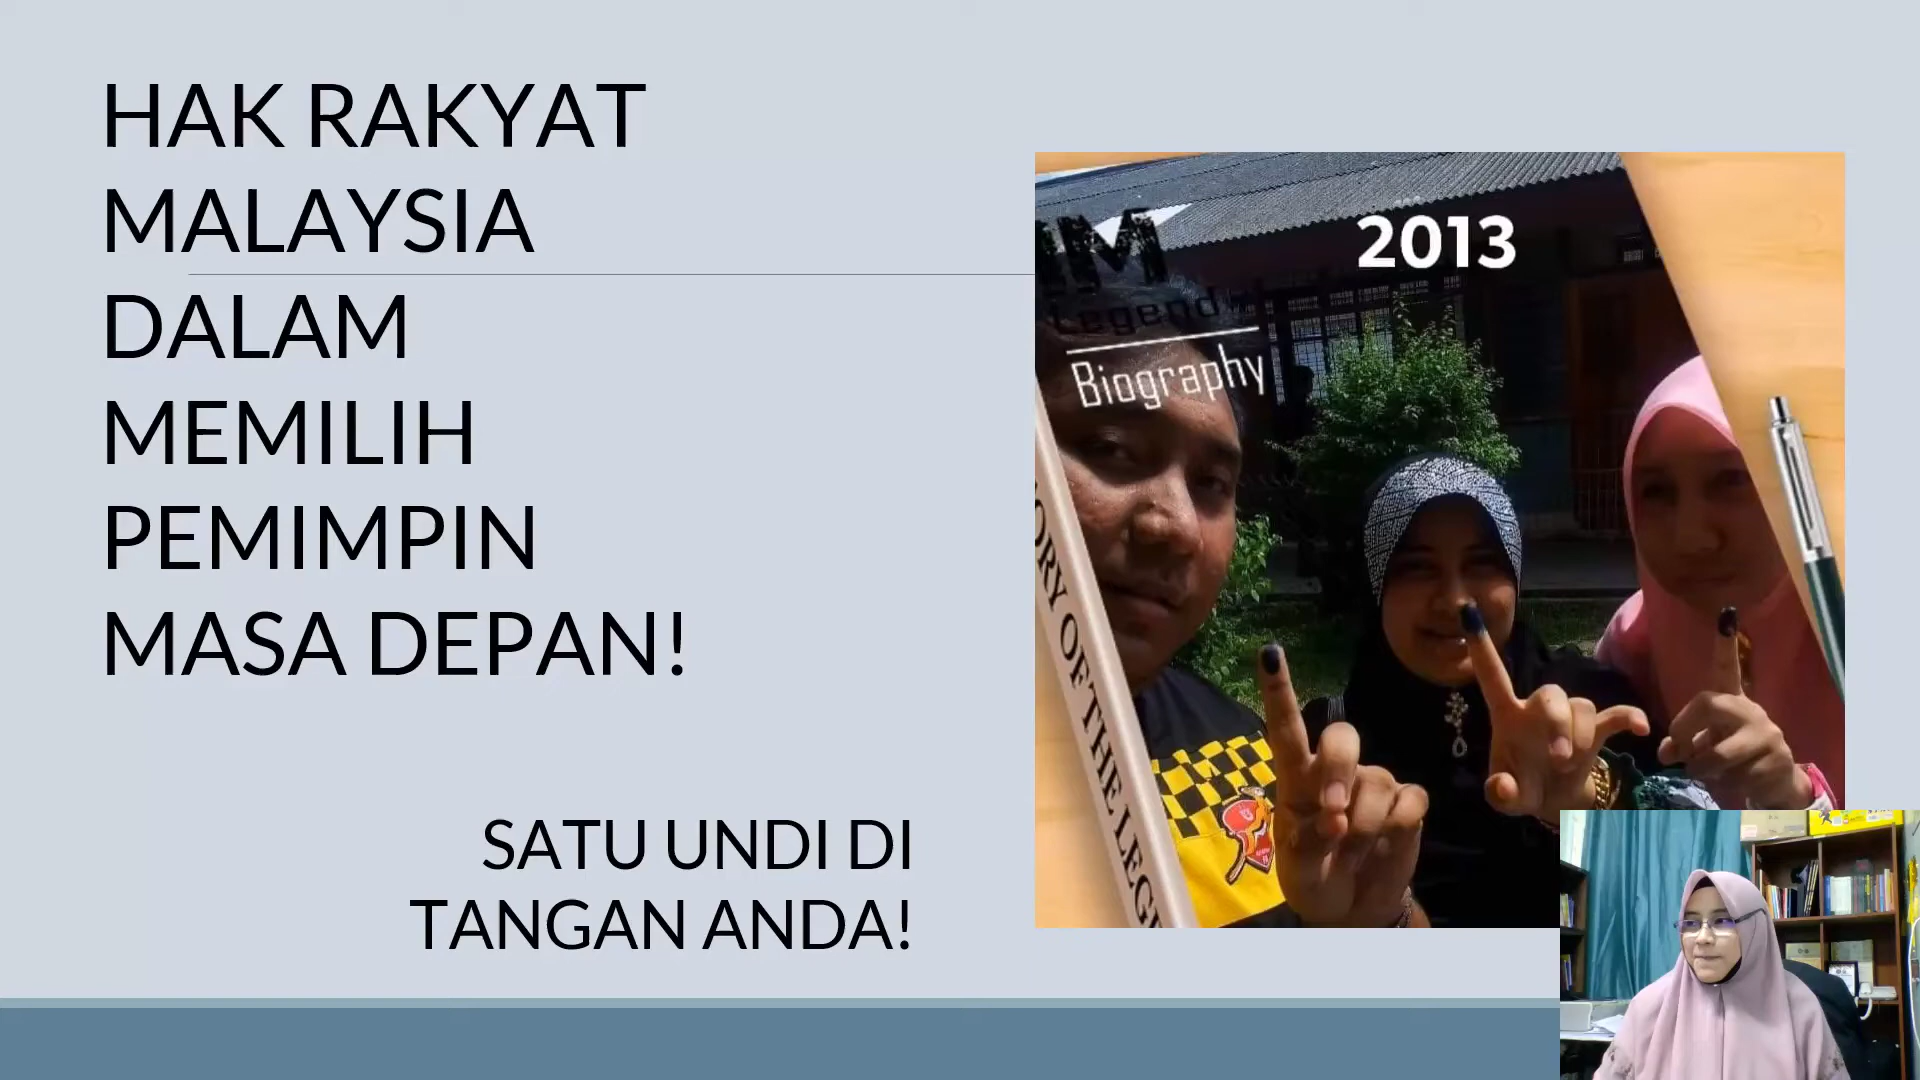 HAK RAKYAT
MALAYSIA
DALAM
MEMILIH
PEMIMPIN
MASA DEPAN!
SATU UNDI DI
TANGAN ANDA!
2013
Legend
Biography
ORY OF THE LEGE